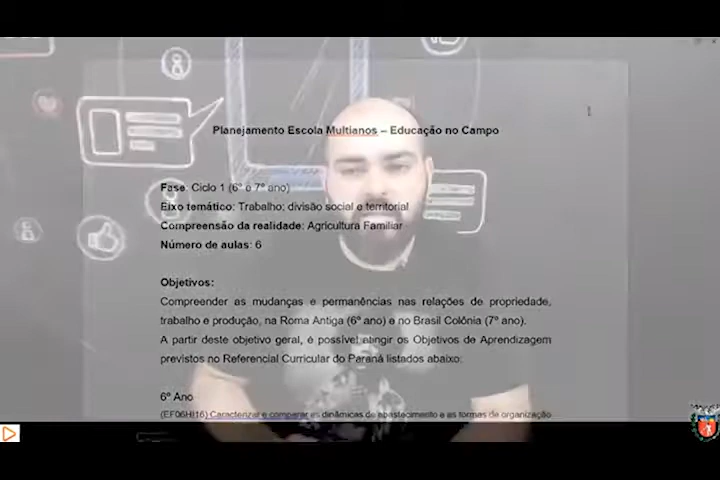 Planejamento Escola Multianos – Educação no Campo
Fase: Ciclo 1 (6º e 7º ano)
Eixo temático: Trabalho; divisão social e territorial
Compreensão da realidade: Agricultura Familiar
Número de aulas: 6
Objetivos:
Compreender as mudanças e permanências nas relações de propriedade,
trabalho e produção, na Roma Antiga (6º ano) e no Brasil Colônia (7º ano).
A partir deste objetivo geral, é possível atingir os Objetivos de Aprendizagem
previstos no Referencial Curricular do Paraná listados abaixo:
6º Ano
(EF06HI16) Caracterizar e comparar as dinâmicas de abastecimento e as formas de organização